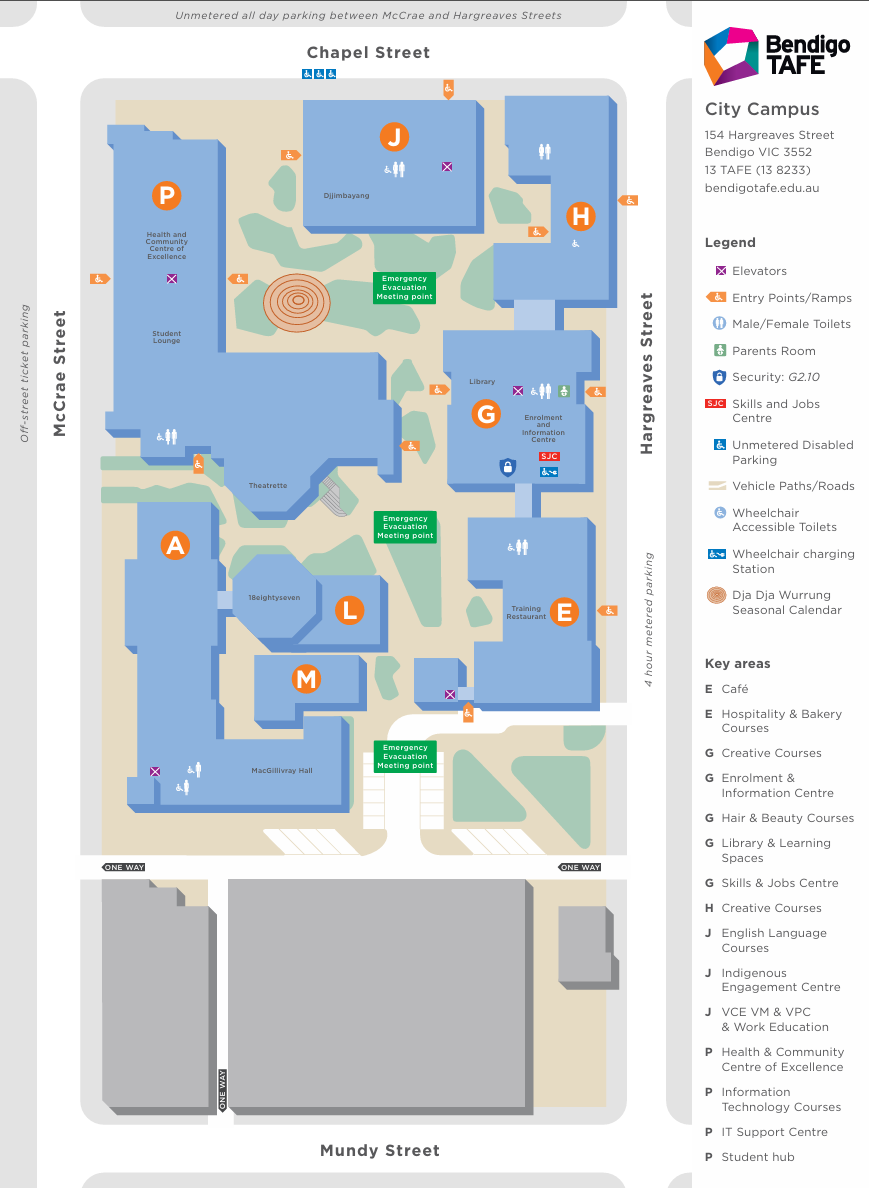 Unmetered all day parking between McCrae and Hargreaves Streets
Chapel Street
J
Djjimbayang
P
Health and
Community
Centre of
Excellence
Student
Lounge
H
Emergency
Evacuation
Meeting point
Off-street ticket parking
McCrae Street
Hargreaves Street
Library
G
Enrolment
and
Information
Centre
SJC
Theatrette
Emergency
Evacuation
Meeting point
A
18eightyseven
L
Training
Restaurant
E
4 hour metered parking
M
Emergency
Evacuation
Meeting point
MacGillivray Hall
ONE WAY
ONE WAY
ONE WAY
Mundy Street
Bendigo
TAFE
City Campus
154 Hargreaves Street
Bendigo VIC 3552
13 TAFE (13 8233)
bendigotafe.edu.au
Legend
Elevators
Entry Points/Ramps
Male/Female Toilets
Parents Room
Security: G2.10
SJC Skills and Jobs
Centre
Unmetered Disabled
Parking
Vehicle Paths/Roads
Wheelchair
Accessible Toilets
Wheelchair charging
Station
Dja Dja Wurrung
Seasonal Calendar
Key areas
E Café
E Hospitality & Bakery
Courses
G Creative Courses
G Enrolment &
Information Centre
G Hair & Beauty Courses
G Library & Learning
Spaces
G Skills & Jobs Centre
H Creative Courses
J English Language
Courses
J Indigenous
Engagement Centre
J VCE VM & VPC
& Work Education
P Health & Community
Centre of Excellence
P Information
Technology Courses
P IT Support Centre
P Student hub